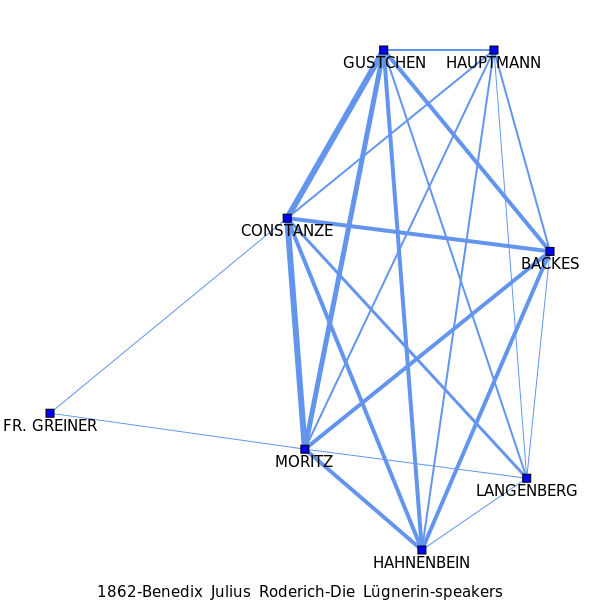 GUSTCHEN
HAUPTMANN
CONSTANZE
BACKES
FR. GREINER
MORITZ
LANGENBERG
HAHNENBEIN
1862-Benedix Julius Roderich-Die Lügnerin-speakers